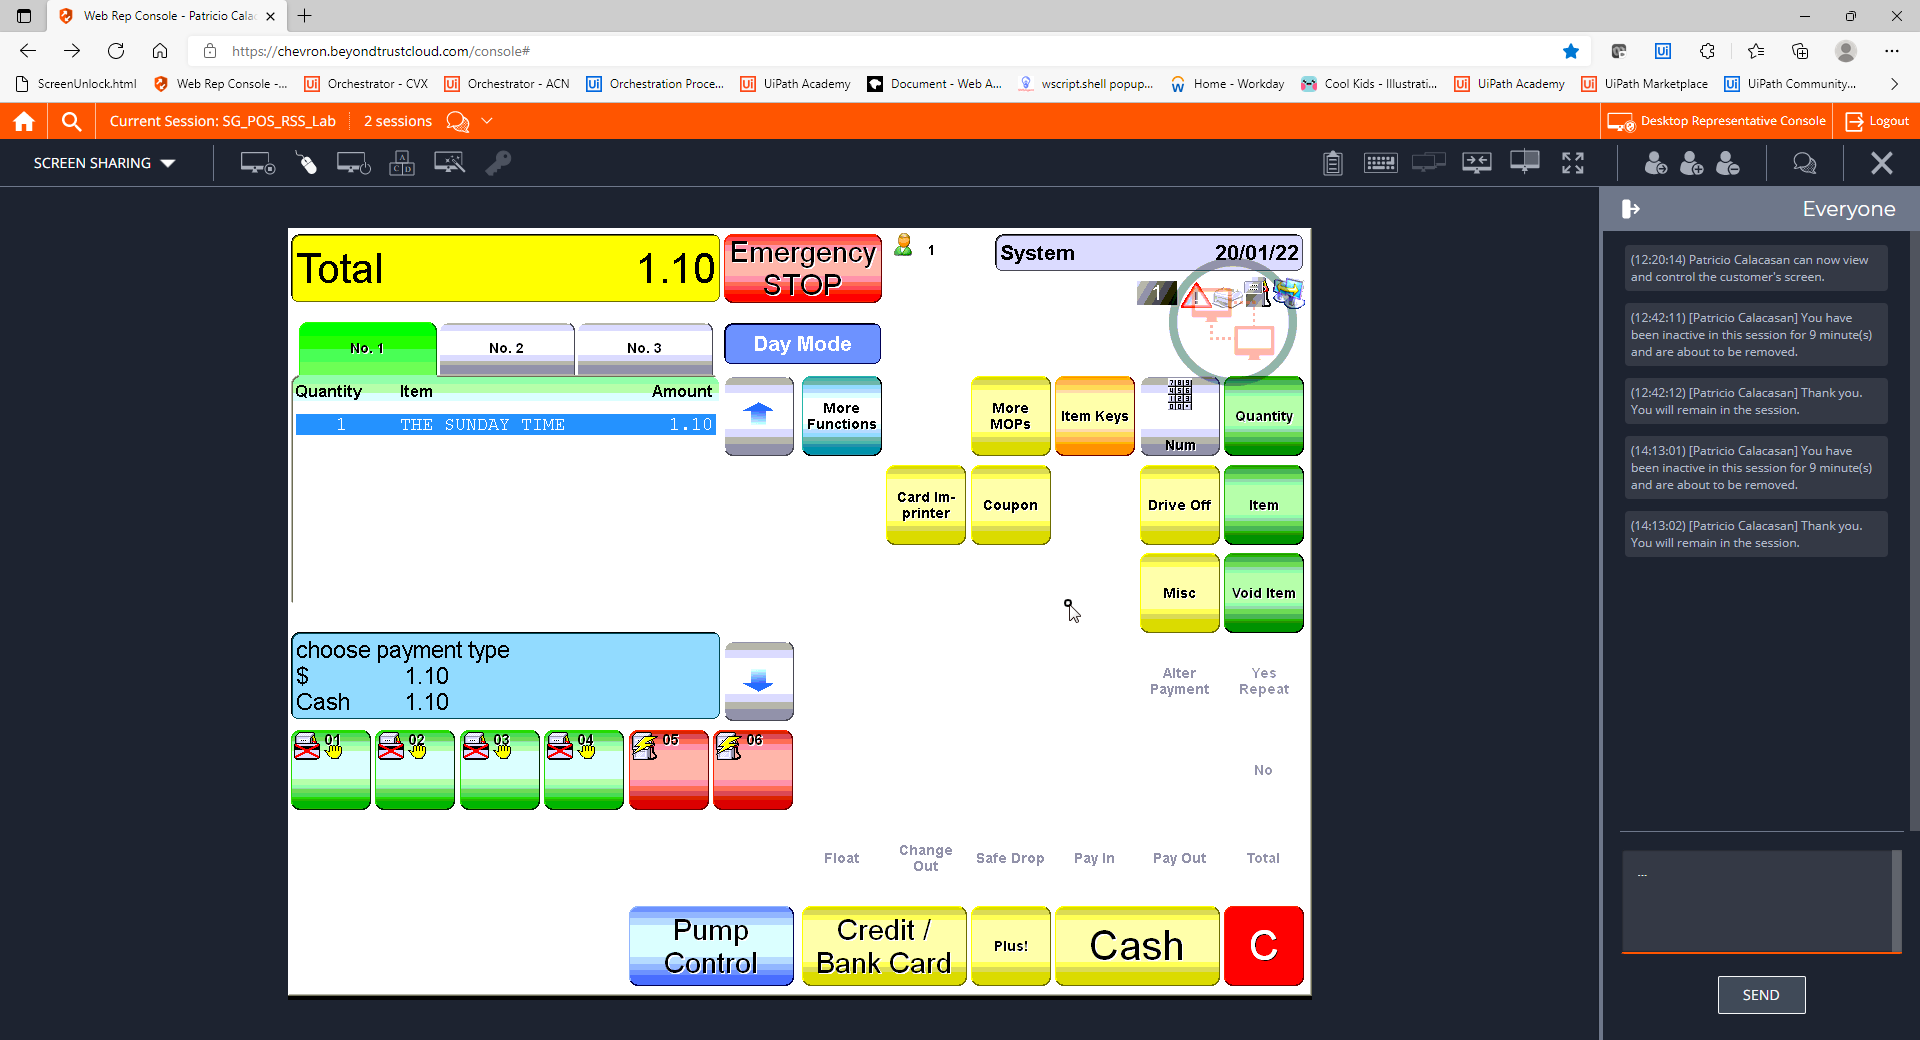 Web Rep Console - Patricio Cala
https://chevron.beyondtrustcloud.com/console#
ScreenUnlock.html
Web Rep Console -...
Orchestrator - CVX
Orchestrator - ACN
Orchestration Proce...
UiPath Academy
Document - Web A...
wscript.shell popup...
Home - Workday
Cool Kids - Illustrati...
UiPath Academy
UiPath Marketplace
UiPath Community...
Current Session: SG_POS_RSS_Lab
2 sessions
Desktop Representative Console
Logout
SCREEN SHARING
Everyone
(12:20:14) Patricio Calacasan can now view
and control the customer's screen.
(12:42:11) [Patricio Calacasan] You have
been inactive in this session for 9 minute(s)
and are about to be removed.
(12:42:12) [Patricio Calacasan] Thank you.
You will remain in the session.
(14:13:01) [Patricio Calacasan] You have
been inactive in this session for 9 minute(s)
and are about to be removed.
(14:13:02) [Patricio Calacasan] Thank you.
You will remain in the session.
...
SEND
Total 1.10
Emergency
STOP
1
System 20/01/22
1
No. 1
No. 2
No. 3
Day Mode
Quantity Item Amount
1 THE SUNDAY TIME 1.10
More
Functions
More
MOPs
Item Keys
Num
Quantity
Card Im-
printer
Coupon
Drive Off
Item
Misc
Void Item
choose payment type
$ 1.10
Cash 1.10
Alter
Payment
Yes
Repeat
01
02
03
04
05
06
No
Float
Change
Out
Safe Drop
Pay In
Pay Out
Total
Pump
Control
Credit /
Bank Card
Plus!
Cash
C